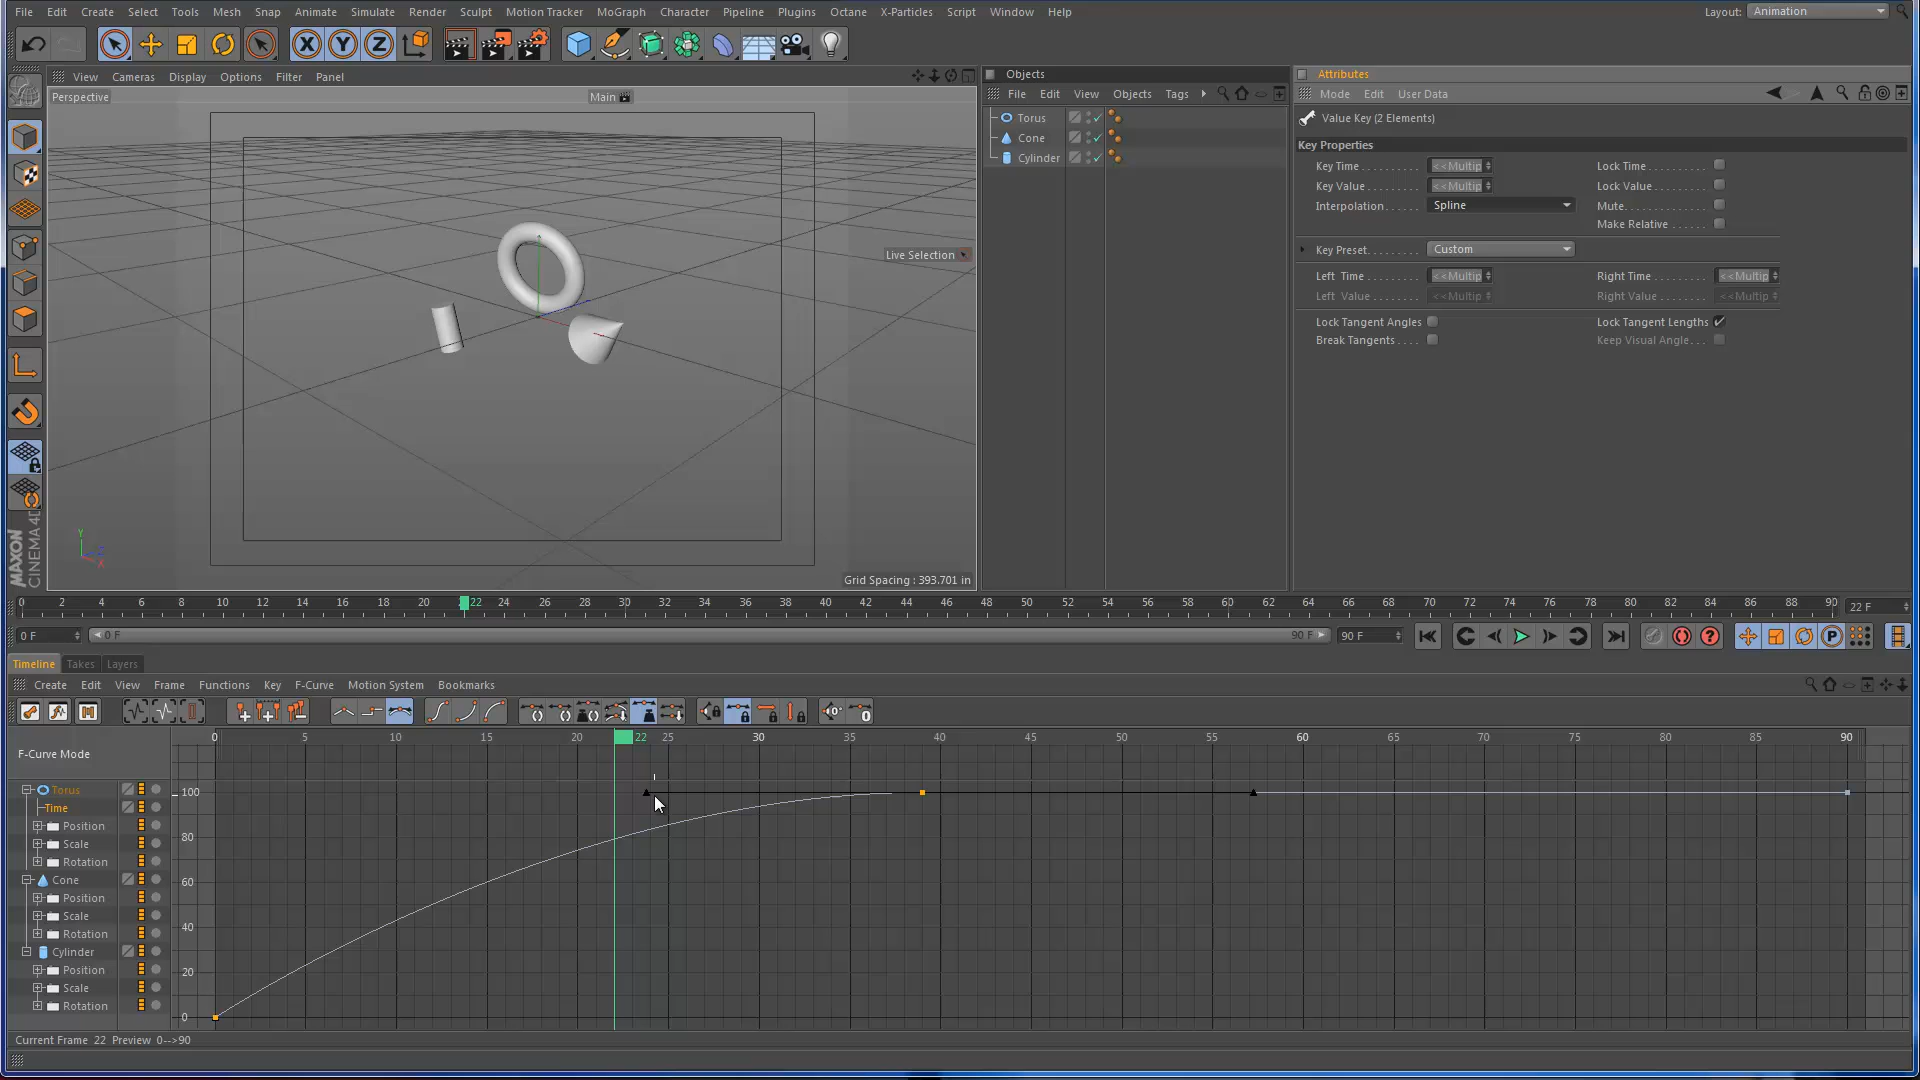 File Edit Create Select Tools Mesh Snap Animate Simulate Render Sculpt Motion Tracker MoGraph Character Pipeline Plugins Octane X-Particles Script Window Help
Layout: Animation
View Cameras Display Options Filter Panel
Perspective
Main
Live Selection
Grid Spacing : 393.701 in
Y
Z
X
MAXON
CINEMA 4D
Objects
File Edit View Objects Tags
Torus
Cone
Cylinder
Attributes
Mode Edit User Data
Value Key (2 Elements)
Key Properties
Key Time . . . . . . . . . . <<Multip
Lock Time . . . . . . . . . .
Key Value . . . . . . . . . <<Multip
Lock Value . . . . . . . . .
Interpolation . . . . . . Spline
Mute. . . . . . . . . . . . . .
Make Relative . . . . . . .
Key Preset. . . . . . . . . Custom
Left Time . . . . . . . . . <<Multip
Right Time . . . . . . . . . <<Multip
Left Value . . . . . . . . <<Multip
Right Value . . . . . . . . <<Multip
Lock Tangent Angles
Lock Tangent Lengths
Break Tangents . . . .
Keep Visual Angle. . .
0 2 4 6 8 10 12 14 16 18 20 22 24 26 28 30 32 34 36 38 40 42 44 46 48 50 52 54 56 58 60 62 64 66 68 70 72 74 76 78 80 82 84 86 88 90
22 F
0 F
0 F
90 F
90 F
Timeline Takes Layers
Create Edit View Frame Functions Key F-Curve Motion System Bookmarks
F-Curve Mode
0 5 10 15 20 22 25 30 35 40 45 50 55 60 65 70 75 80 85 90
Torus
Time
Position
Scale
Rotation
Cone
Position
Scale
Rotation
Cylinder
Position
Scale
Rotation
100
80
60
40
20
0
Current Frame 22 Preview 0-->90